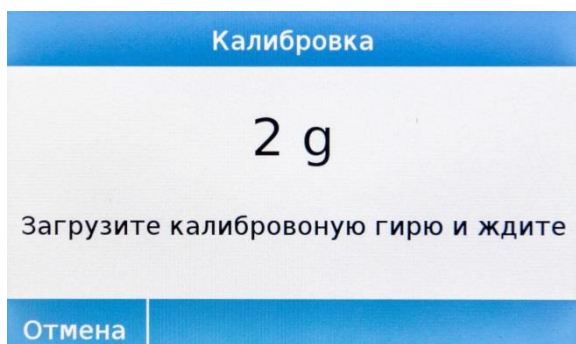 Калибровка
2 g
Загрузите калибровоную гирю и ждите
Отмена